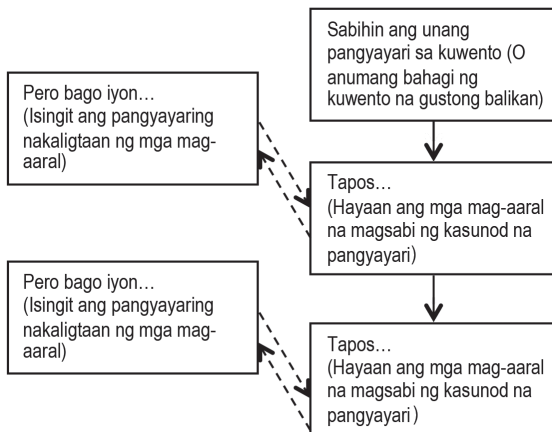 Sabihin ang unang
pangyayari sa kuwento (O
anumang bahagi ng
kuwento na gustong balikan)
Pero bago iyon…
(Isingit ang pangyayaring
nakaligtaan ng mga mag-
aaral)
Tapos…
(Hayaan ang mga mag-aaral
na magsabi ng kasunod na
pangyayari)
Pero bago iyon…
(Isingit ang pangyayaring
nakaligtaan ng mga mag-
aaral)
Tapos…
(Hayaan ang mga mag-aaral
na magsabi ng kasunod na
pangyayari )